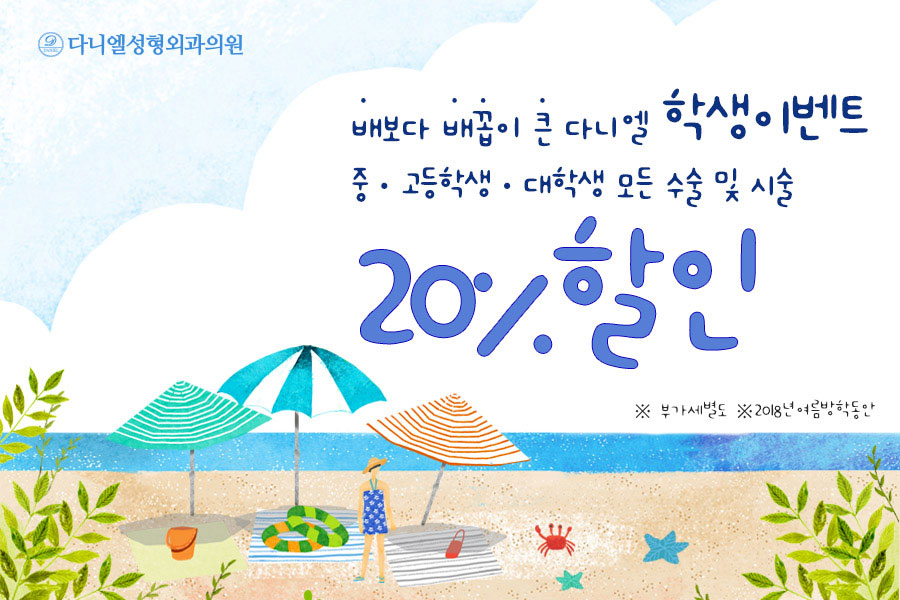 다니엘성형외과의원
배보다 배꼽이 큰 다니엘 학생이벤트
중·고등학생·대학생 모든 수술 및 시술
20% 할인
※ 부가세별도 ※2018년여름방학동안